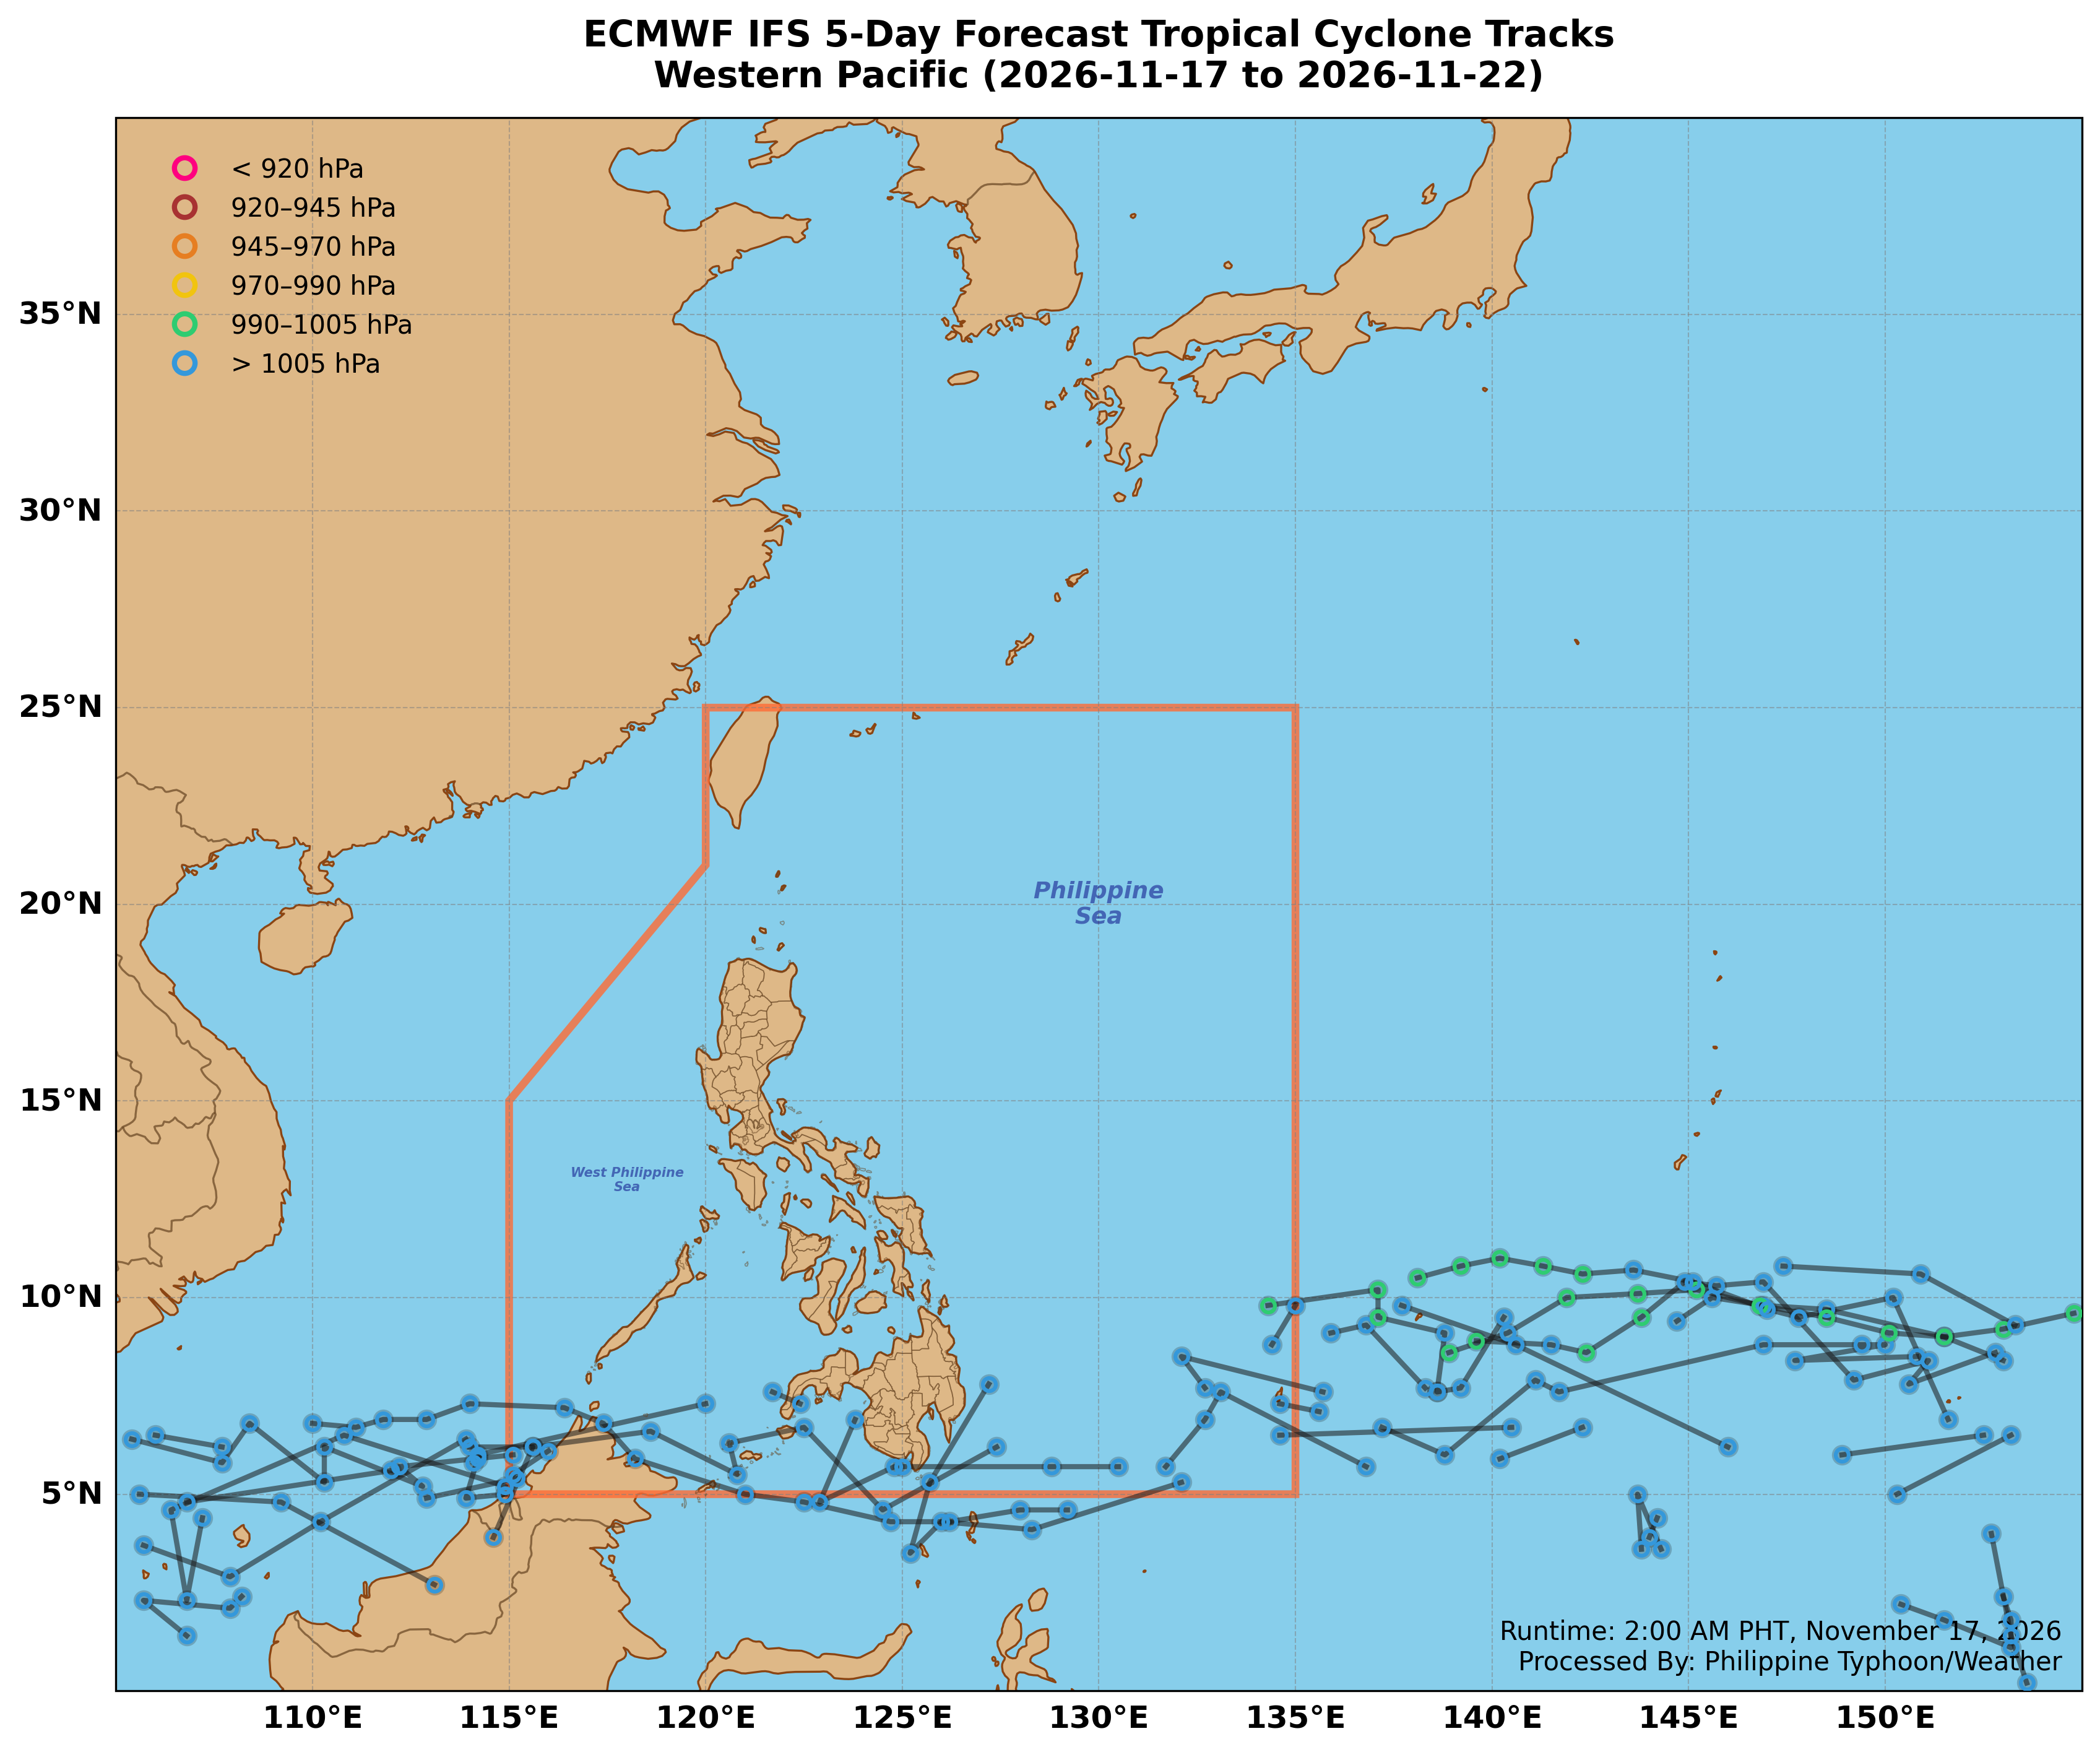 ECMWF IFS 5-Day Forecast Tropical Cyclone Tracks
Western Pacific (2026-11-17 to 2026-11-22)
< 920 hPa
920–945 hPa
945–970 hPa
970–990 hPa
990–1005 hPa
> 1005 hPa
35°N
30°N
25°N
20°N
15°N
10°N
5°N
Philippine
Sea
West Philippine
Sea
Runtime: 2:00 AM PHT, November 17, 2026
Processed By: Philippine Typhoon/Weather
110°E
115°E
120°E
125°E
130°E
135°E
140°E
145°E
150°E